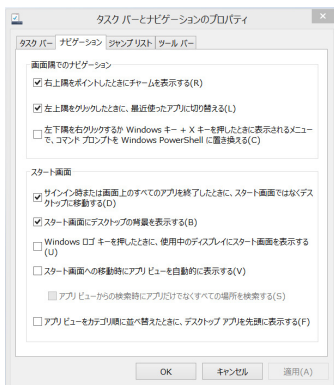 タスク バーとナビゲーションのプロパティ
タスク バー ナビゲーション ジャンプ リスト ツール バー
画面隅でのナビゲーション
右上隅をポイントしたときにチャームを表示する(R)
左上隅をクリックしたときに、最近使ったアプリに切り替える(L)
左下隅を右クリックするか Windows キー + X キーを押したときに表示されるメニュー
で、コマンド プロンプトを Windows PowerShell に置き換える(C)
スタート画面
サインイン時または画面上のすべてのアプリを終了したときに、スタート画面ではなくデス
クトップに移動する(D)
スタート画面にデスクトップの背景を表示する(B)
Windows ロゴ キーを押したときに、使用中のディスプレイにスタート画面を表示する
(U)
スタート画面への移動時にアプリ ビューを自動的に表示する(V)
アプリ ビューからの検索時にアプリだけでなくすべての場所を検索する(S)
アプリ ビューをカテゴリ順に並べ替えたときに、デスクトップ アプリを先頭に表示する(F)
OK キャンセル 適用(A)